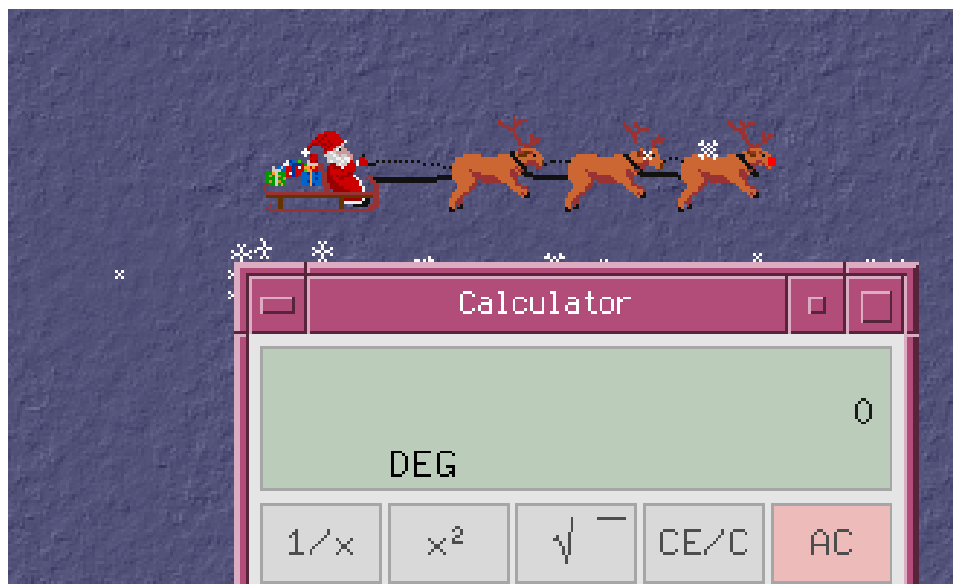 Calculator
0
DEG
1/x x² √‾ CE/C AC